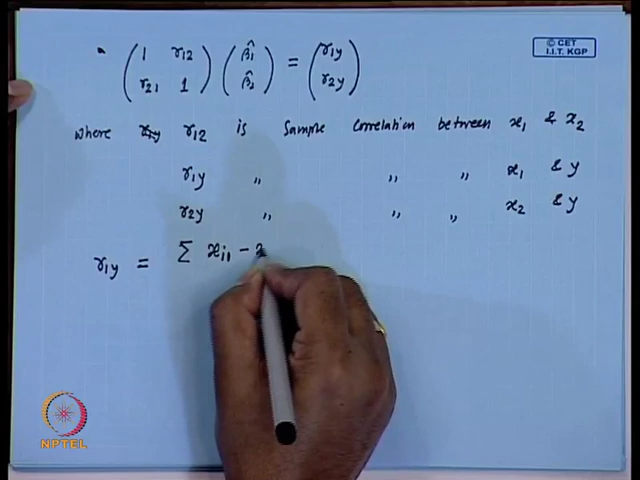 © CET
I.I.T. KGP
( 1 r12 ) ( β̂1 ) = ( r1y )
( r21 1 ) ( β̂2 ) ( r2y )
where r12 is Sample Correlation between x1 & x2
r1y " " " x1 & y
r2y " " " x2 & y
r1y = Σ xi1 -
NPTEL